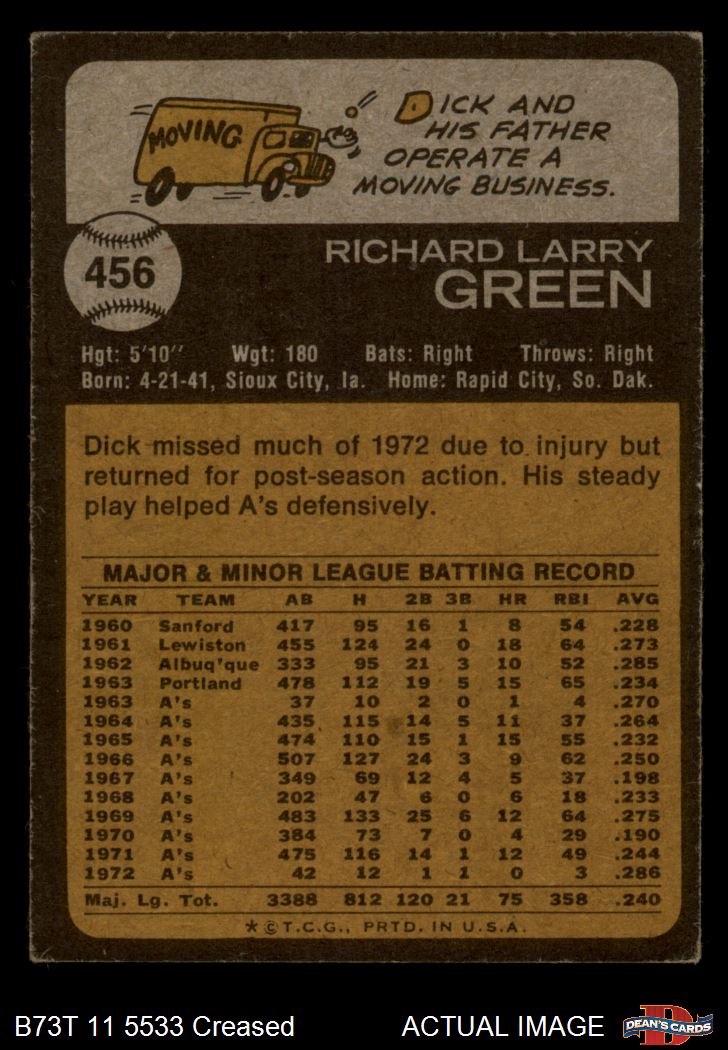 MOVING
DICK AND
HIS FATHER
OPERATE A
MOVING BUSINESS.
456
RICHARD LARRY
GREEN
Hgt: 5'10" Wgt: 180 Bats: Right Throws: Right
Born: 4-21-41, Sioux City, Ia. Home: Rapid City, So. Dak.
Dick missed much of 1972 due to injury but
returned for post-season action. His steady
play helped A's defensively.
MAJOR & MINOR LEAGUE BATTING RECORD
YEAR TEAM AB H 2B 3B HR RBI AVG
1960 Sanford 417 95 16 1 8 54 .228
1961 Lewiston 455 124 24 0 18 64 .273
1962 Albuq'que 333 95 21 3 10 52 .285
1963 Portland 478 112 19 5 15 65 .234
1963 A's 37 10 2 0 1 4 .270
1964 A's 435 115 14 5 11 37 .264
1965 A's 474 110 15 1 15 55 .232
1966 A's 507 127 24 3 9 62 .250
1967 A's 349 69 12 4 5 37 .198
1968 A's 202 47 6 0 6 18 .233
1969 A's 483 133 25 6 12 64 .275
1970 A's 384 73 7 0 4 29 .190
1971 A's 475 116 14 1 12 49 .244
1972 A's 42 12 1 1 0 3 .286
Maj. Lg. Tot. 3388 812 120 21 75 358 .240
*©T.C.G., PRTD. IN U.S.A.
B73T 11 5533 Creased ACTUAL IMAGE
D
DEAN'S CARDS